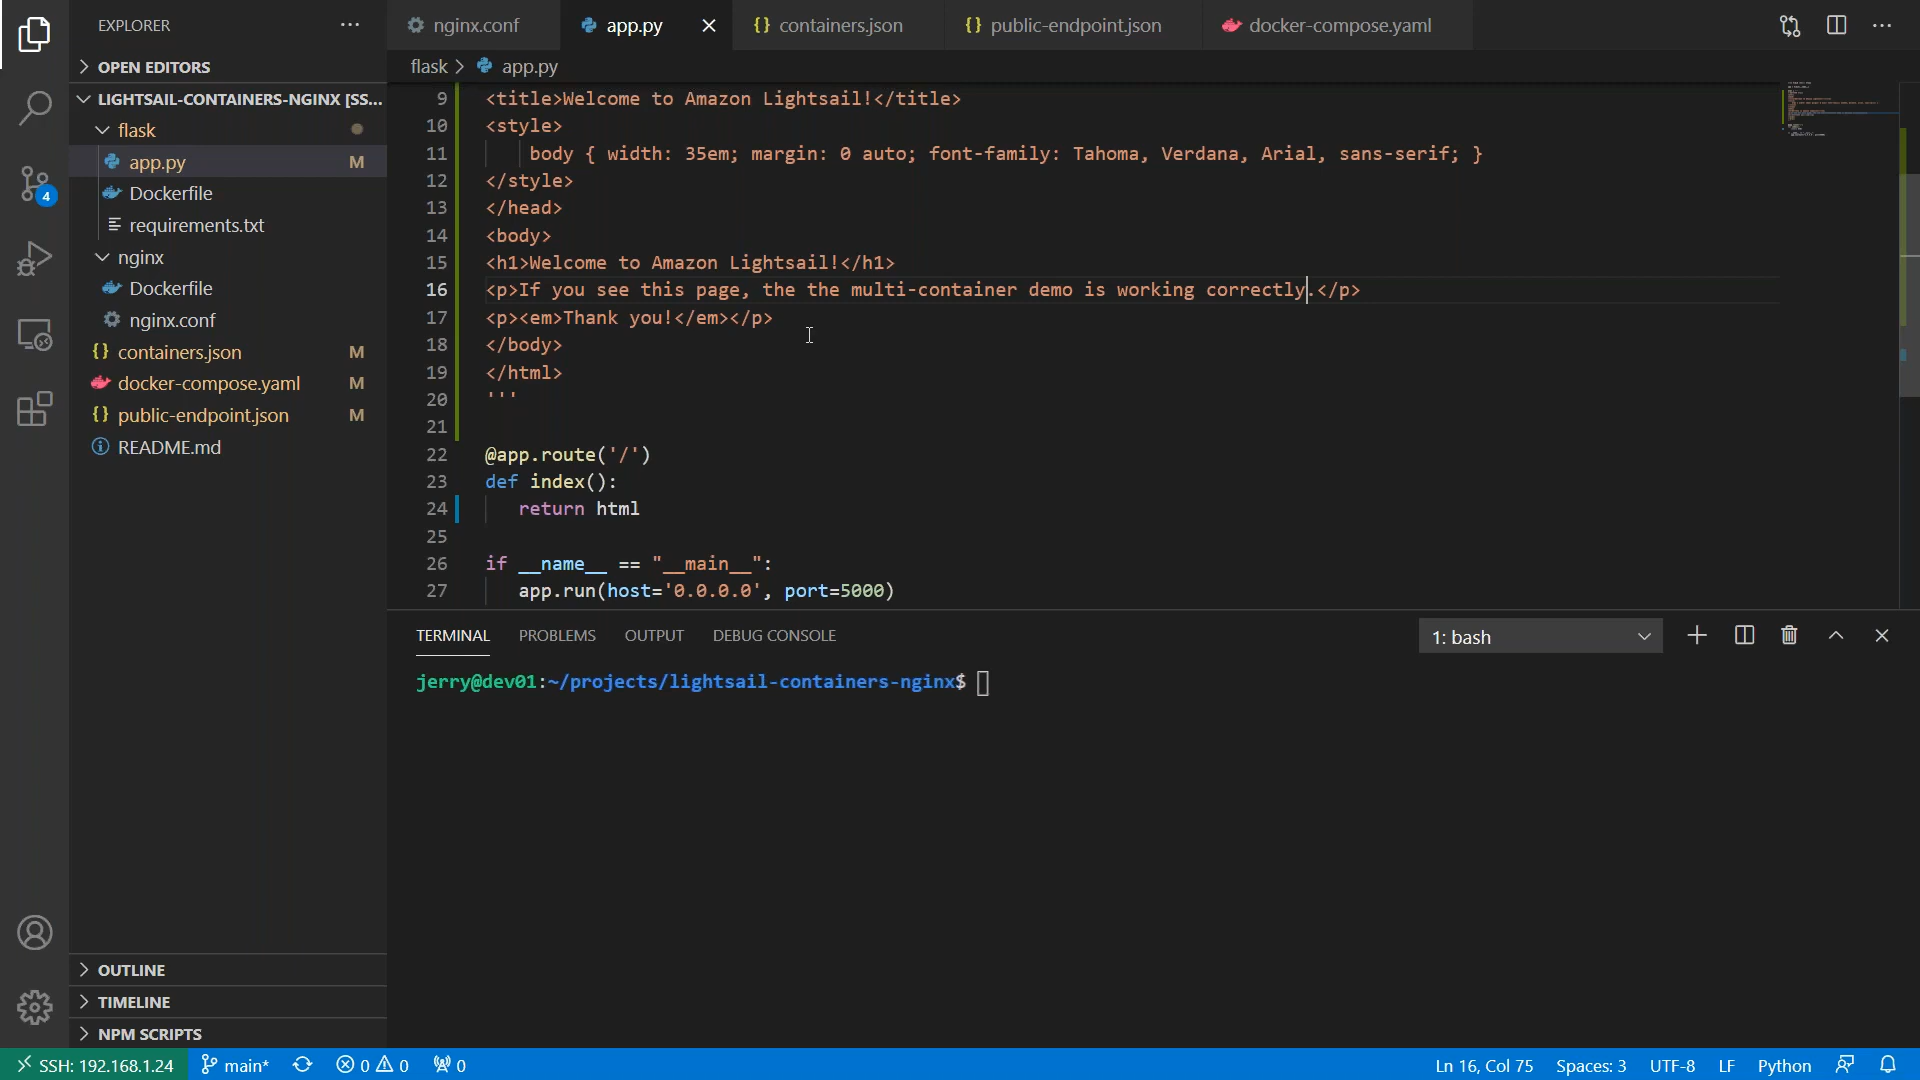 EXPLORER
OPEN EDITORS
LIGHTSAIL-CONTAINERS-NGINX [SS...
flask
app.py M
Dockerfile
requirements.txt
nginx
Dockerfile
nginx.conf
containers.json M
docker-compose.yaml M
public-endpoint.json M
README.md
OUTLINE
TIMELINE
NPM SCRIPTS
4
nginx.conf
app.py
containers.json
public-endpoint.json
docker-compose.yaml
flask > app.py
9 <title>Welcome to Amazon Lightsail!</title>
10 <style>
11 body { width: 35em; margin: 0 auto; font-family: Tahoma, Verdana, Arial, sans-serif; }
12 </style>
13 </head>
14 <body>
15 <h1>Welcome to Amazon Lightsail!</h1>
16 <p>If you see this page, the the multi-container demo is working correctly.</p>
17 <p><em>Thank you!</em></p>
18 </body>
19 </html>
20 '''
21
22 @app.route('/')
23 def index():
24 return html
25
26 if __name__ == "__main__":
27 app.run(host='0.0.0.0', port=5000)
TERMINAL PROBLEMS OUTPUT DEBUG CONSOLE
1: bash
jerry@dev01:~/projects/lightsail-containers-nginx$
SSH: 192.168.1.24 main* 0 0 0 Ln 16, Col 75 Spaces: 3 UTF-8 LF Python